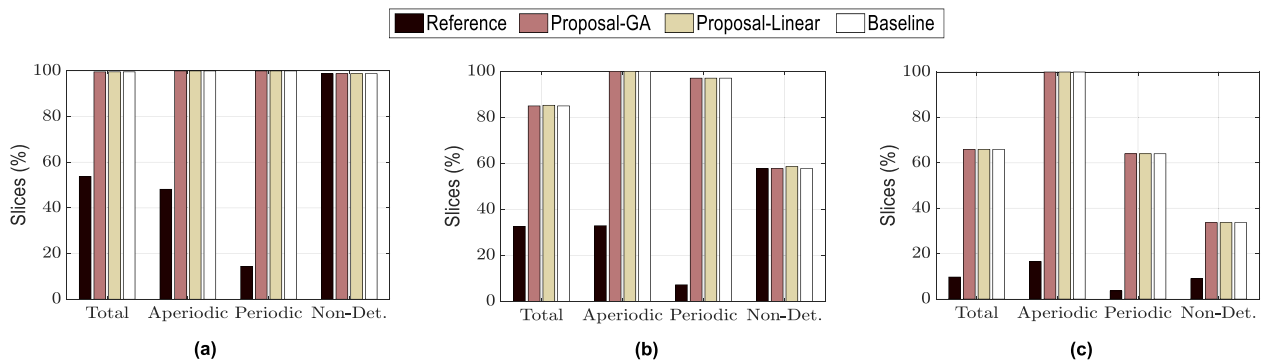 Reference Proposal-GA Proposal-Linear Baseline
100
80
60
40
20
0
Slices (%)
Total Aperiodic Periodic Non-Det.
(a)
100
80
60
40
20
0
Slices (%)
Total Aperiodic Periodic Non-Det.
(b)
100
80
60
40
20
0
Slices (%)
Total Aperiodic Periodic Non-Det.
(c)